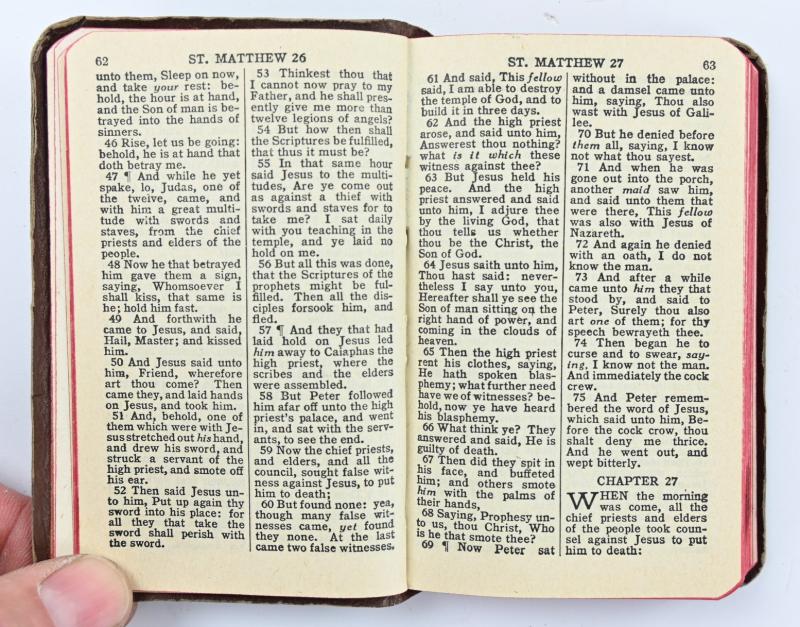 62
ST. MATTHEW 26
unto them, Sleep on now,
and take your rest: be-
hold, the hour is at hand,
and the Son of man is be-
trayed into the hands of
sinners.
46 Rise, let us be going:
behold, he is at hand that
doth betray me.
47 ¶ And while he yet
spake, lo, Judas, one of
the twelve, came, and
with him a great multi-
tude with swords and
staves, from the chief
priests and elders of the
people.
48 Now he that betrayed
him gave them a sign,
saying, Whomsoever I
shall kiss, that same is
he; hold him fast.
49 And forthwith he
came to Jesus, and said,
Hail, Master; and kissed
him.
50 And Jesus said unto
him, Friend, wherefore
art thou come? Then
came they, and laid hands
on Jesus, and took him.
51 And, behold, one of
them which were with Je-
sus stretched out his hand,
and drew his sword, and
struck a servant of the
high priest, and smote off
his ear.
52 Then said Jesus un-
to him, Put up again thy
sword into his place: for
all they that take the
sword shall perish with
the sword.
53 Thinkest thou that
I cannot now pray to my
Father, and he shall pres-
ently give me more than
twelve legions of angels?
54 But how then shall
the Scriptures be fulfilled,
that thus it must be?
55 In that same hour
said Jesus to the multi-
tudes, Are ye come out
as against a thief with
swords and staves for to
take me? I sat daily
with you teaching in the
temple, and ye laid no
hold on me.
56 But all this was done,
that the Scriptures of the
prophets might be ful-
filled. Then all the dis-
ciples forsook him, and
fled.
57 ¶ And they that had
laid hold on Jesus led
him away to Caiaphas the
high priest, where the
scribes and the elders
were assembled.
58 But Peter followed
him afar off unto the high
priest's palace, and went
in, and sat with the serv-
ants, to see the end.
59 Now the chief priests,
and elders, and all the
council, sought false wit-
ness against Jesus, to put
him to death;
60 But found none: yea,
though many false wit-
nesses came, yet found
they none. At the last
came two false witnesses,
ST. MATTHEW 27
63
61 And said, This fellow
said, I am able to destroy
the temple of God, and to
build it in three days.
62 And the high priest
arose, and said unto him,
Answerest thou nothing?
what is it which these
witness against thee?
63 But Jesus held his
peace. And the high
priest answered and said
unto him, I adjure thee
by the living God, that
thou tell us whether
thou be the Christ, the
Son of God.
64 Jesus saith unto him,
Thou hast said: never-
theless I say unto you,
Hereafter shall ye see the
Son of man sitting on the
right hand of power, and
coming in the clouds of
heaven.
65 Then the high priest
rent his clothes, saying,
He hath spoken blas-
phemy; what further need
have we of witnesses? be-
hold, now ye have heard
his blasphemy.
66 What think ye? They
answered and said, He is
guilty of death.
67 Then did they spit in
his face, and buffeted
him; and others smote
him with the palms of
their hands,
68 Saying, Prophesy un-
to us, thou Christ, Who
is he that smote thee?
69 ¶ Now Peter sat
without in the palace:
and a damsel came unto
him, saying, Thou also
wast with Jesus of Gali-
lee.
70 But he denied before
them all, saying, I know
not what thou sayest.
71 And when he was
gone out into the porch,
another maid saw him,
and said unto them that
were there, This fellow
was also with Jesus of
Nazareth.
72 And again he denied
with an oath, I do not
know the man.
73 And after a while
came unto him they that
stood by, and said to
Peter, Surely thou also
art one of them; for thy
speech bewrayeth thee.
74 Then began he to
curse and to swear, say-
ing, I know not the man.
And immediately the cock
crew.
75 And Peter remem-
bered the word of Jesus,
which said unto him, Be-
fore the cock crow, thou
shalt deny me thrice.
And he went out, and
wept bitterly.
CHAPTER 27
WHEN the morning
was come, all the
chief priests and elders
of the people took coun-
sel against Jesus to put
him to death: